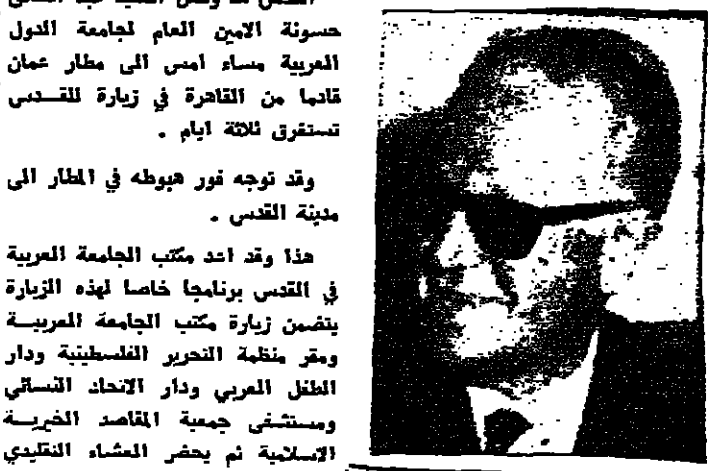 حسونة الامين العام لجامعة الدول
العربية مساء امس الى مطار عمان
قادما من القاهرة في زيارة للقـدس
تستغرق ثلاثة ايام .
وقد توجه فور هبوطه في المطار الى
مدينة القدس .
هذا وقد اعد مكتب الجامعة العربية
في القدس برنامجا خاصا لهذه الزيارة
يتضمن زيارة مكتب الجامعة العربيـة
ومقر منظمة التحرير الفلسطينية ودار
الطفل العربي ودار الاتحاد النسائي
ومستشفى جمعية المقاصد الخيريـة
الاسلامية ثم يحضر العشاء التقليدي